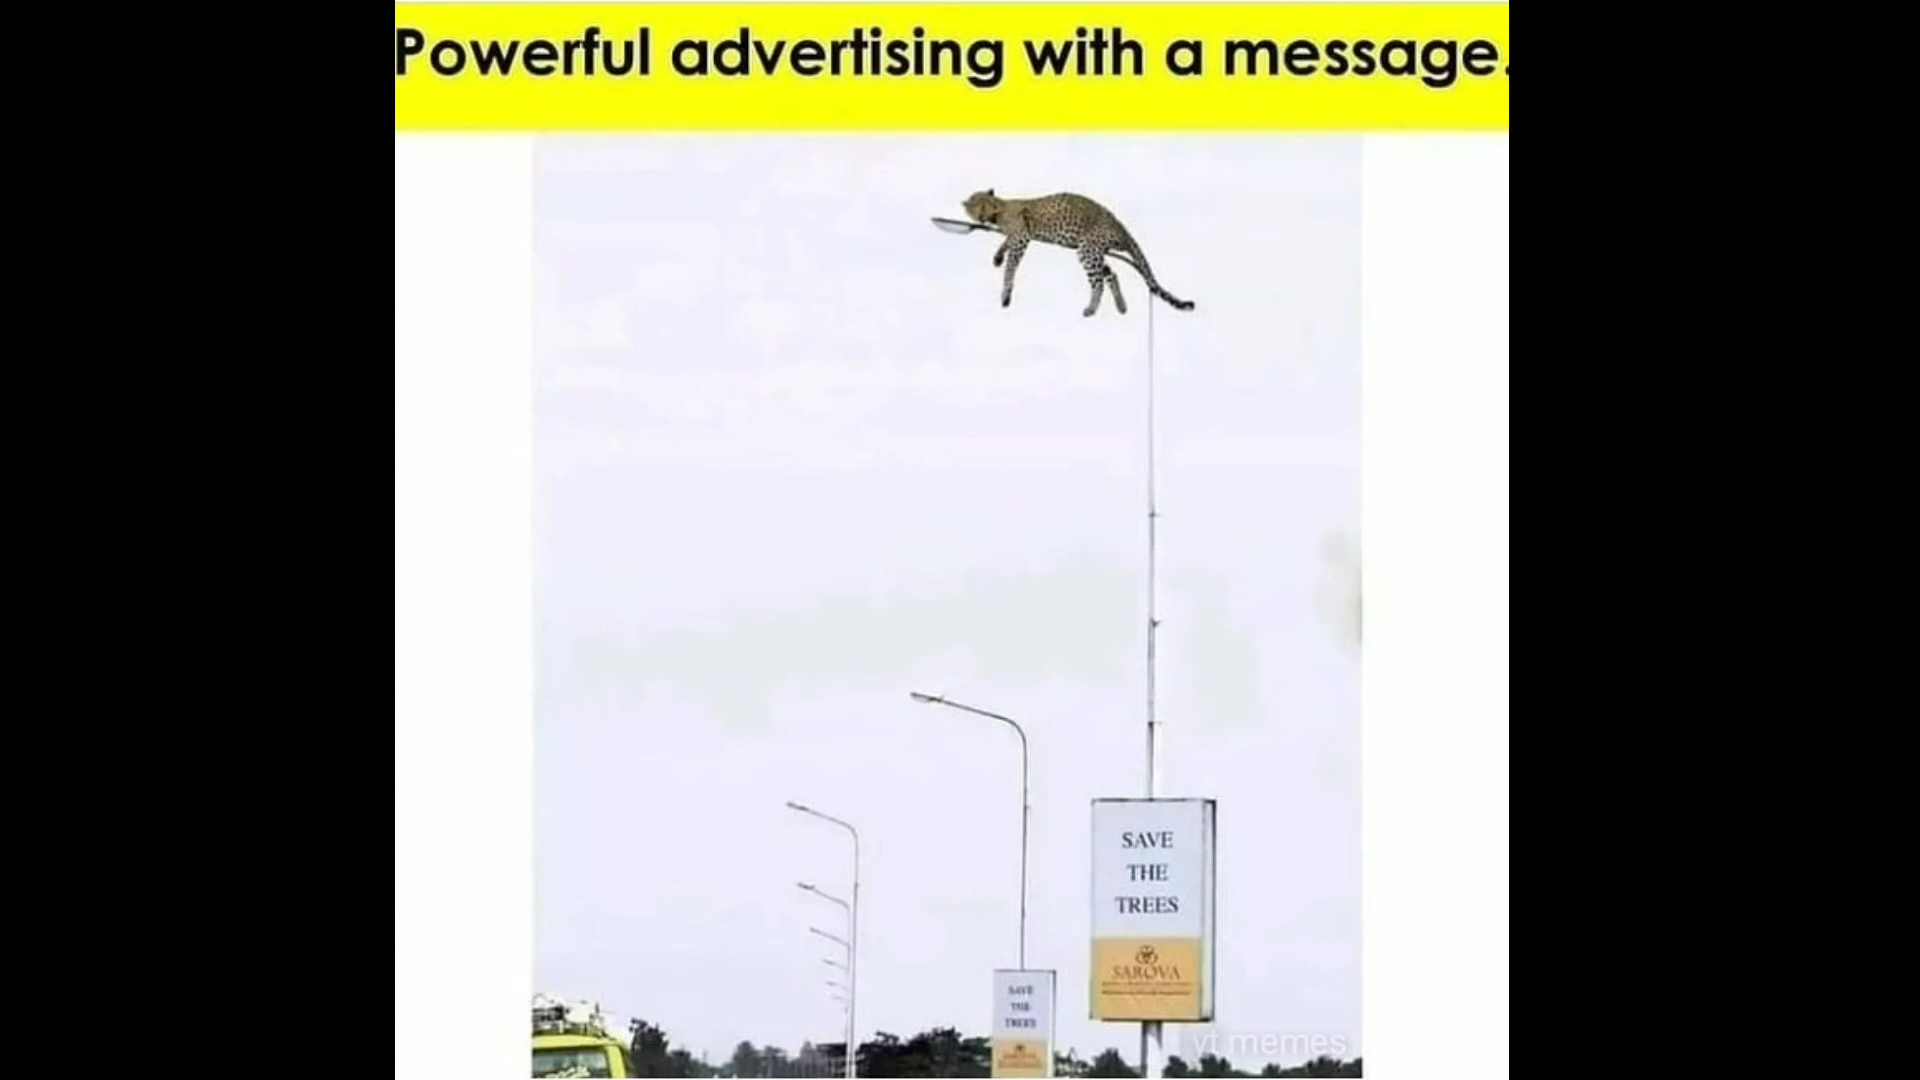 Powerful advertising with a message.
SAVE
THE
TREES
SAROVA
SAVE
THE
TREES
yt memes